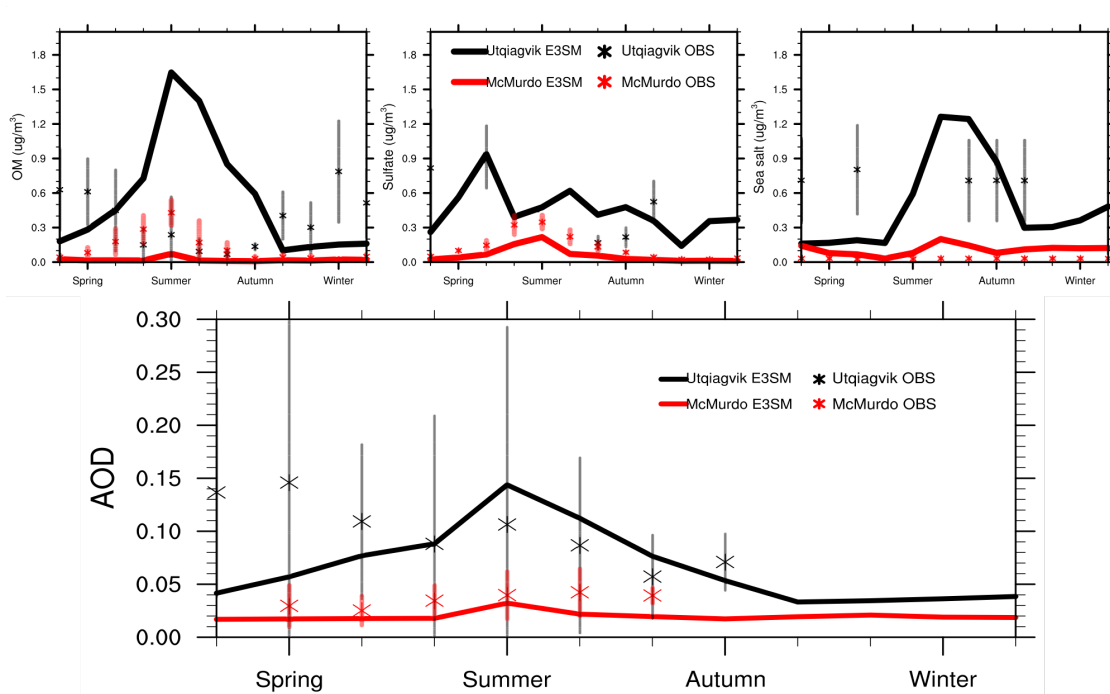 1.8 1.5 1.2 0.9 0.6 0.3 0.0
OM (ug/m³)
Spring Summer Autumn Winter
1.8 1.5 1.2 0.9 0.6 0.3 0.0
Sulfate (ug/m³)
Utqiagvik E3SM Utqiagvik OBS
McMurdo E3SM McMurdo OBS
Spring Summer Autumn Winter
1.8 1.5 1.2 0.9 0.6 0.3 0.0
Sea salt (ug/m³)
Spring Summer Autumn Winter
0.30
0.25
0.20
0.15
0.10
0.05
0.00
AOD
Utqiagvik E3SM Utqiagvik OBS
McMurdo E3SM McMurdo OBS
Spring Summer Autumn Winter